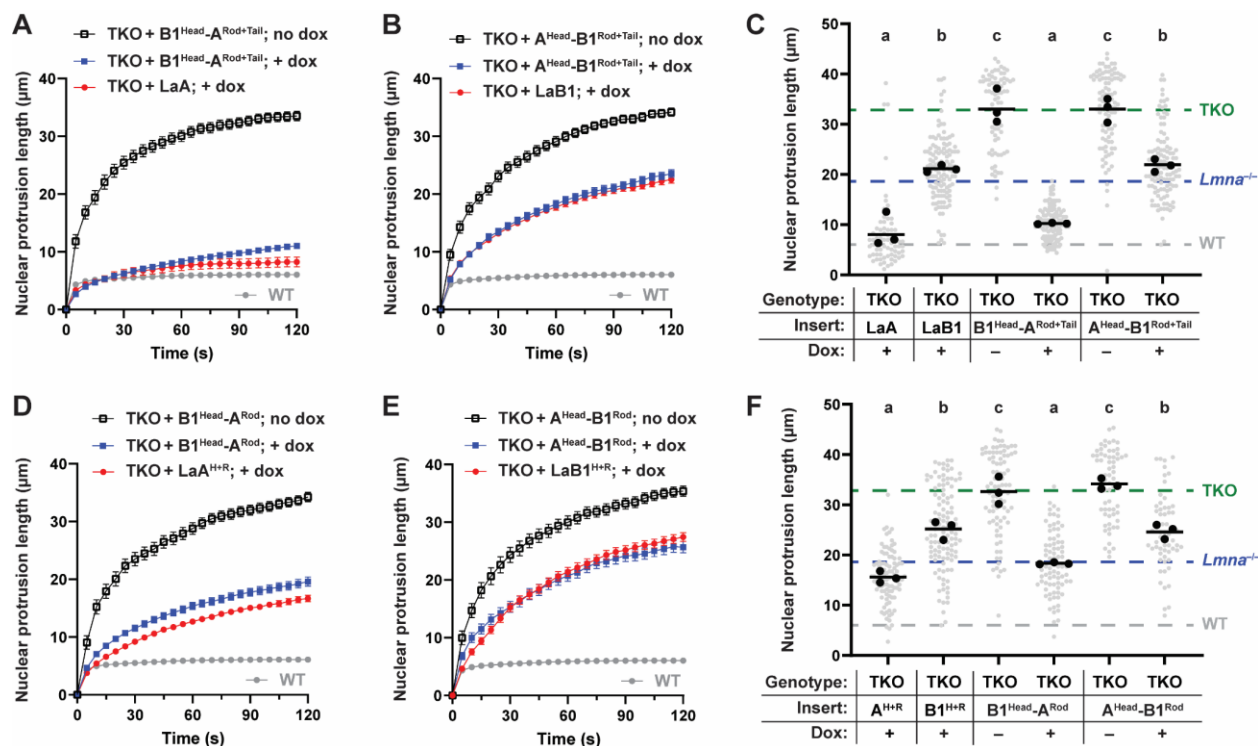 A
TKO + B1Head-ARod+Tail; no dox
TKO + B1Head-ARod+Tail; + dox
TKO + LaA; + dox
Nuclear protrusion length (µm)
40
30
20
10
0
WT
0 30 60 90 120
Time (s)
B
TKO + AHead-B1Rod+Tail; no dox
TKO + AHead-B1Rod+Tail; + dox
TKO + LaB1; + dox
Nuclear protrusion length (µm)
40
30
20
10
0
WT
0 30 60 90 120
Time (s)
C
Nuclear protrusion length (µm)
50
40
30
20
10
0
a b c a c b
TKO
Lmna–/–
WT
Genotype: TKO TKO TKO TKO TKO TKO
Insert: LaA LaB1 B1Head-ARod+Tail AHead-B1Rod+Tail
Dox: + + – + – +
D
TKO + B1Head-ARod; no dox
TKO + B1Head-ARod; + dox
TKO + LaAH+R; + dox
Nuclear protrusion length (µm)
40
30
20
10
0
WT
0 30 60 90 120
Time (s)
E
TKO + AHead-B1Rod; no dox
TKO + AHead-B1Rod; + dox
TKO + LaB1H+R; + dox
Nuclear protrusion length (µm)
40
30
20
10
0
WT
0 30 60 90 120
Time (s)
F
Nuclear protrusion length (µm)
50
40
30
20
10
0
a b c a c b
TKO
Lmna–/–
WT
Genotype: TKO TKO TKO TKO TKO TKO
Insert: AH+R B1H+R B1Head-ARod AHead-B1Rod
Dox: + + – + – +